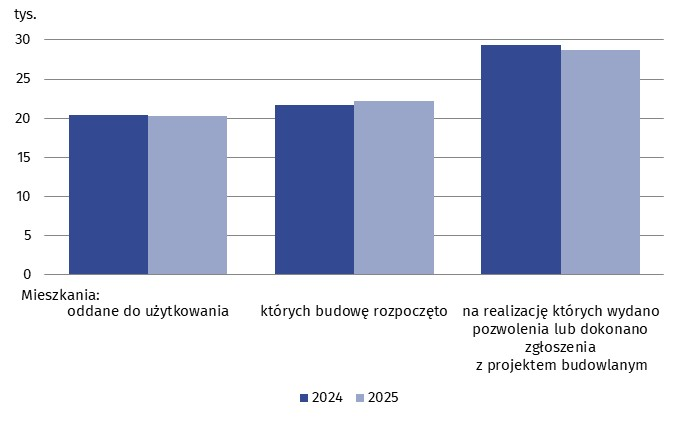 tys.
30
25
20
15
10
5
0
Mieszkania:
oddane do użytkowania
których budowę rozpoczęto
na realizację których wydano
pozwolenia lub dokonano
zgłoszenia
z projektem budowlanym
2024
2025